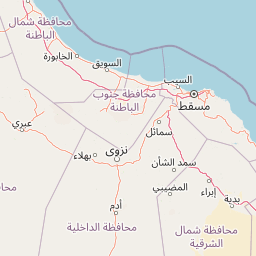 محافظة شمال
الباطنة
الخابورة
السويق
السيب
محافظة جنوب
الباطنة
مسقط
سمائل
عبري
نزوى
بهلاء
سمد الشأن
المضيبي
إبراء
بدية
أدم
محافظة الداخلية
محافظة شمال
الشرقية